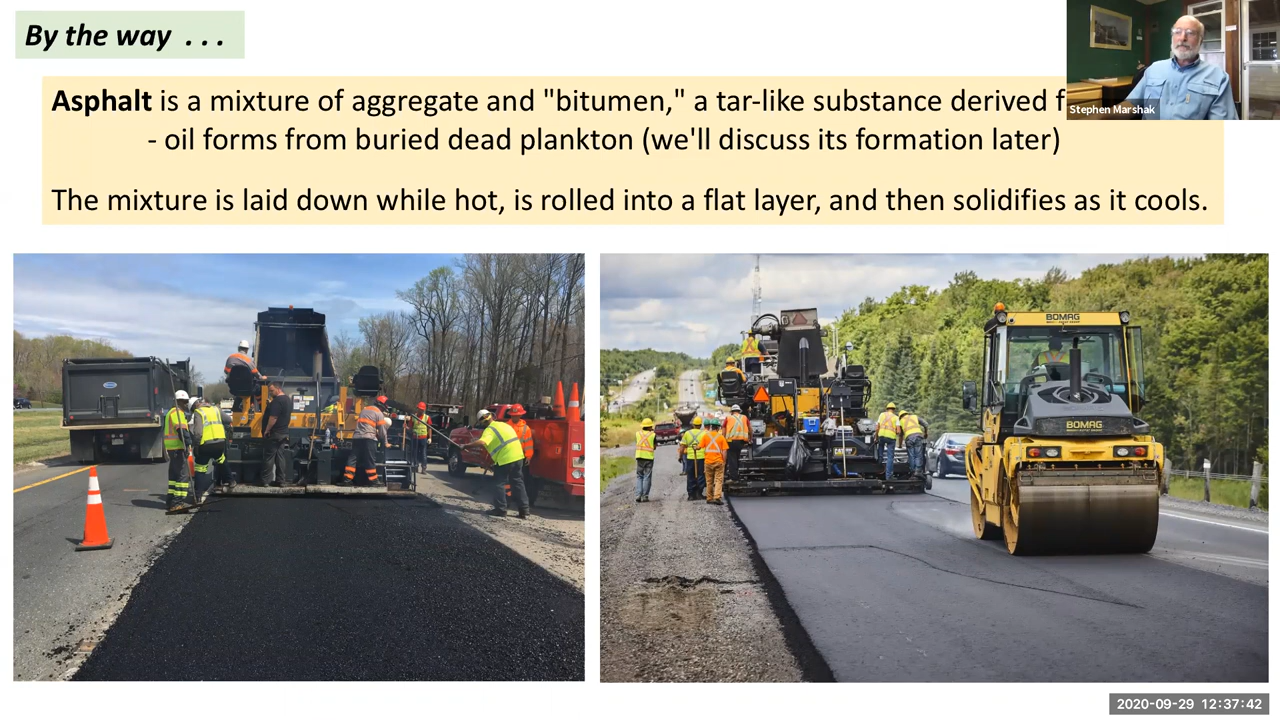 By the way . . .
Asphalt is a mixture of aggregate and "bitumen," a tar-like substance derived f
- oil forms from buried dead plankton (we'll discuss its formation later)
The mixture is laid down while hot, is rolled into a flat layer, and then solidifies as it cools.
Stephen Marshak
BOMAG
BOMAG
2020-09-29 12:37:42